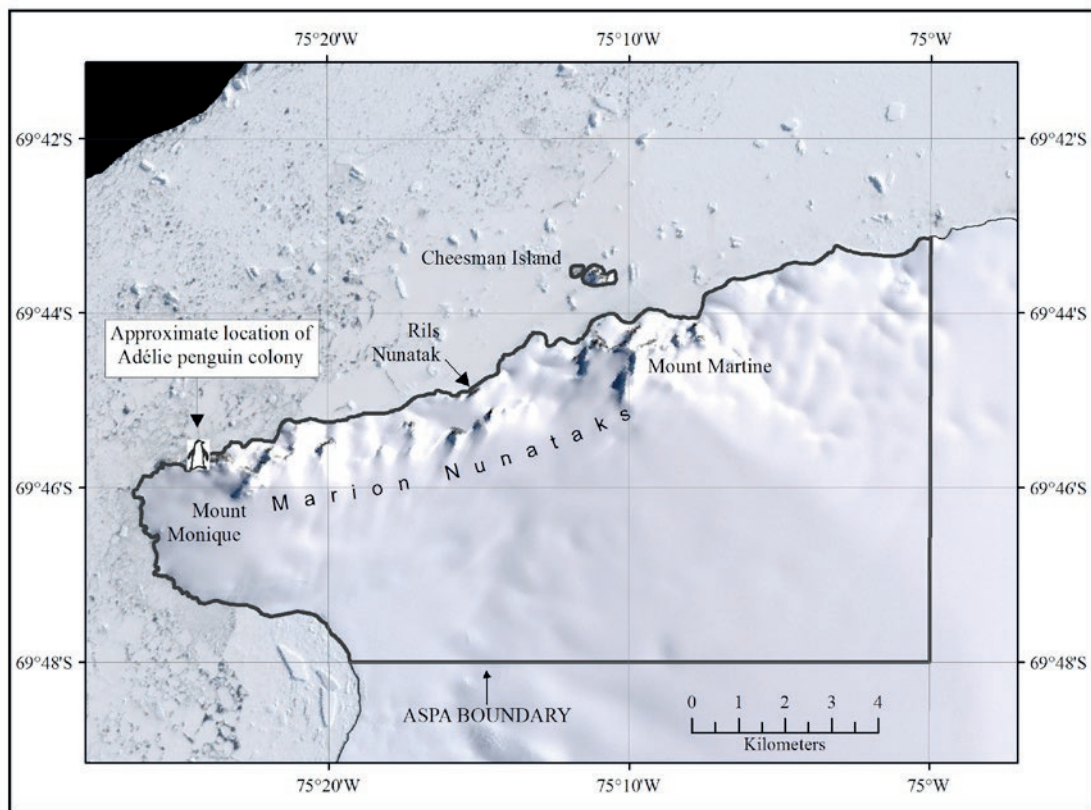 75°20'W 75°10'W 75°W
69°42'S 69°42'S
Cheesman Island
69°44'S 69°44'S
Approximate location of
Adélie penguin colony
Rils
Nunatak
Mount Martine
Marion Nunataks
69°46'S 69°46'S
Mount
Monique
69°48'S 69°48'S
ASPA BOUNDARY
0 1 2 3 4
Kilometers
75°20'W 75°10'W 75°W